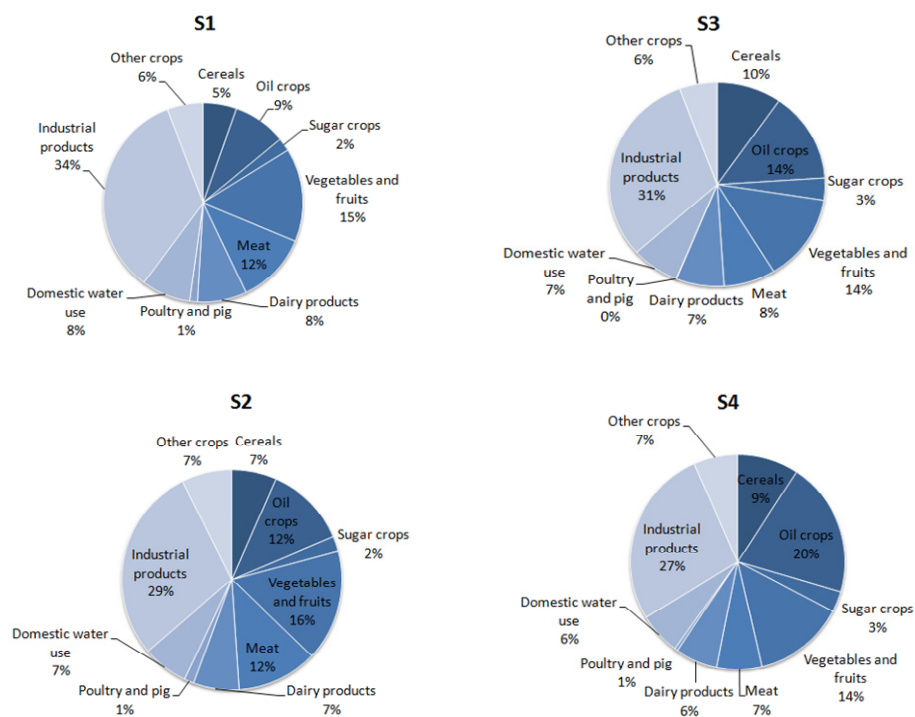 S1
Other crops
6%
Cereals
5%
Oil crops
9%
Sugar crops
2%
Vegetables and
fruits
15%
Meat
12%
Dairy products
8%
Poultry and pig
1%
Domestic water
use
8%
Industrial
products
34%
S3
Other crops
6%
Cereals
10%
Oil crops
14%
Sugar crops
3%
Vegetables and
fruits
14%
Meat
8%
Dairy products
7%
Poultry
and pig
0%
Domestic water
use
7%
Industrial
products
31%
S2
Other crops
7%
Cereals
7%
Oil
crops
12%
Sugar crops
2%
Vegetables
and fruits
16%
Meat
12%
Dairy products
7%
Poultry and pig
1%
Domestic water
use
7%
Industrial
products
29%
S4
Other crops
7%
Cereals
9%
Oil crops
20%
Sugar crops
3%
Vegetables and
fruits
14%
Meat
7%
Dairy products
6%
Poultry and pig
1%
Domestic water
use
6%
Industrial
products
27%